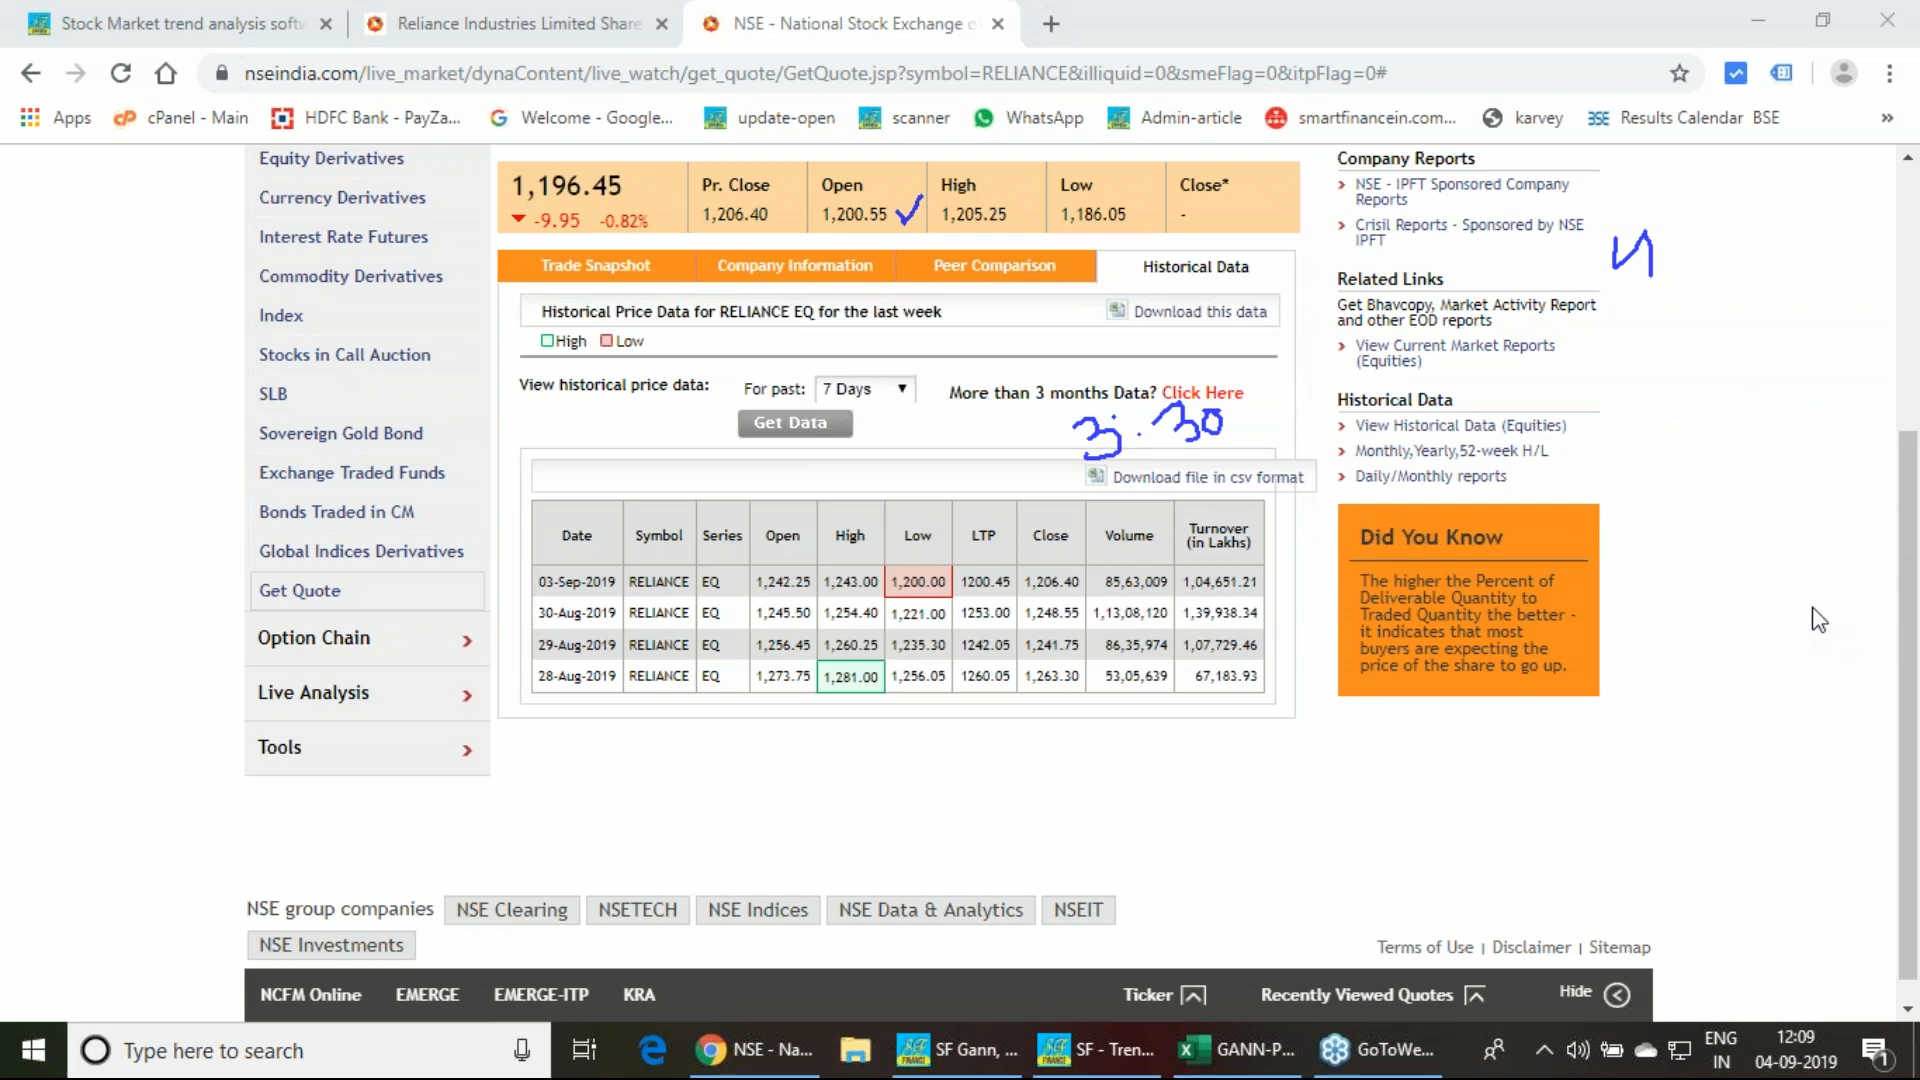 Stock Market trend analysis softw
Reliance Industries Limited Share
NSE - National Stock Exchange o
nseindia.com/live_market/dynaContent/live_watch/get_quote/GetQuote.jsp?symbol=RELIANCE&illiquid=0&smeFlag=0&itpFlag=0#
Apps
cPanel - Main
HDFC Bank - PayZa...
Welcome - Google...
update-open
scanner
WhatsApp
Admin-article
smartfinancein.com...
karvey
BSE Results Calendar BSE
»
Equity Derivatives
Currency Derivatives
Interest Rate Futures
Commodity Derivatives
Index
Stocks in Call Auction
SLB
Sovereign Gold Bond
Exchange Traded Funds
Bonds Traded in CM
Global Indices Derivatives
Get Quote
Option Chain
Live Analysis
Tools
1,196.45 Pr. Close Open High Low Close*
-9.95 -0.82% 1,206.40 1,200.55 1,205.25 1,186.05 -
Trade Snapshot Company Information Peer Comparison Historical Data
Historical Price Data for RELIANCE EQ for the last week Download this data
High Low
View historical price data: For past: 7 Days More than 3 months Data? Click Here
Get Data
3:30
Download file in csv format
Date Symbol Series Open High Low LTP Close Volume Turnover (in Lakhs)
03-Sep-2019 RELIANCE EQ 1,242.25 1,243.00 1,200.00 1200.45 1,206.40 85,63,009 1,04,651.21
30-Aug-2019 RELIANCE EQ 1,245.50 1,254.40 1,221.00 1253.00 1,248.55 1,13,08,120 1,39,938.34
29-Aug-2019 RELIANCE EQ 1,256.45 1,260.25 1,235.30 1242.05 1,241.75 86,35,974 1,07,729.46
28-Aug-2019 RELIANCE EQ 1,273.75 1,281.00 1,256.05 1260.05 1,263.30 53,05,639 67,183.93
Company Reports
NSE - IPFT Sponsored Company
Reports
Crisil Reports - Sponsored by NSE
IPFT
Related Links
Get Bhavcopy, Market Activity Report
and other EOD reports
View Current Market Reports
(Equities)
Historical Data
View Historical Data (Equities)
Monthly,Yearly,52-week H/L
Daily/Monthly reports
Did You Know
The higher the Percent of
Deliverable Quantity to
Traded Quantity the better -
it indicates that most
buyers are expecting the
price of the share to go up.
NSE group companies NSE Clearing NSETECH NSE Indices NSE Data & Analytics NSEIT
NSE Investments
Terms of Use | Disclaimer | Sitemap
NCFM Online EMERGE EMERGE-ITP KRA Ticker Recently Viewed Quotes Hide
Type here to search
NSE - Na...
SF Gann, ...
SF - Tren...
GANN-P...
GoToWe...
ENG
IN
12:09
04-09-2019
1